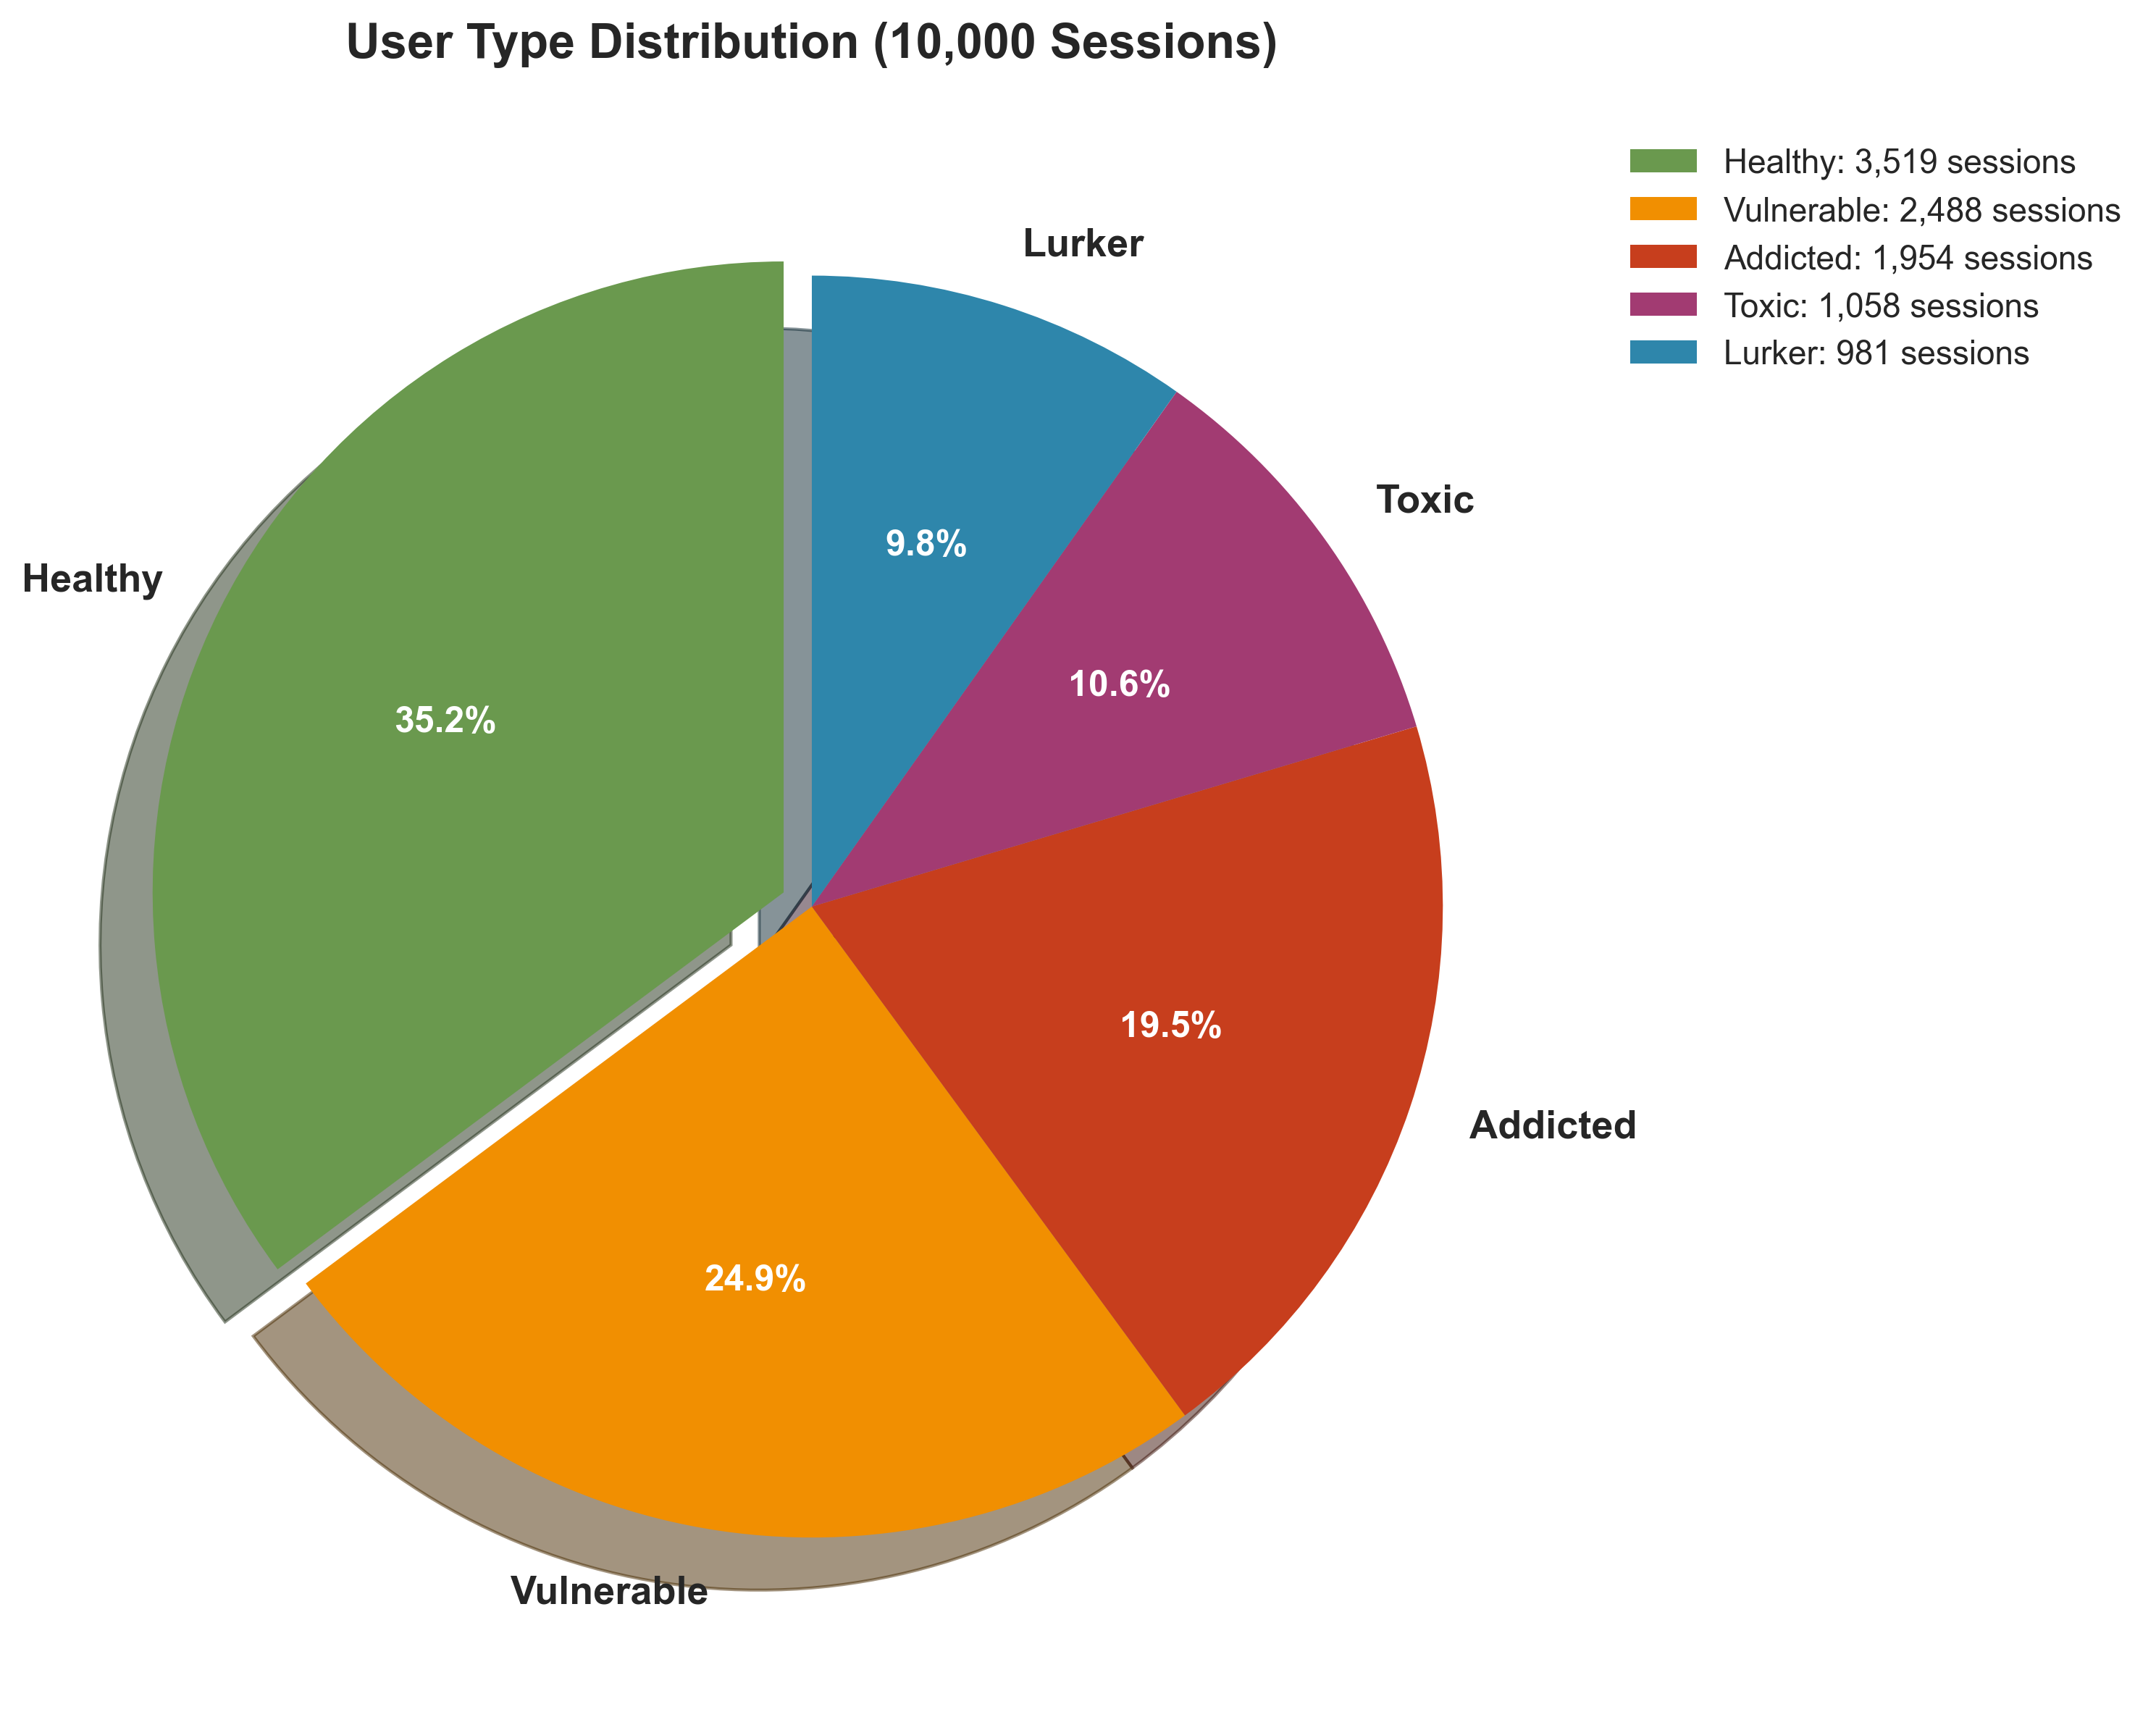 User Type Distribution (10,000 Sessions)
Healthy: 3,519 sessions
Vulnerable: 2,488 sessions
Addicted: 1,954 sessions
Toxic: 1,058 sessions
Lurker: 981 sessions
Lurker
Toxic
Healthy
9.8%
10.6%
35.2%
19.5%
Addicted
24.9%
Vulnerable